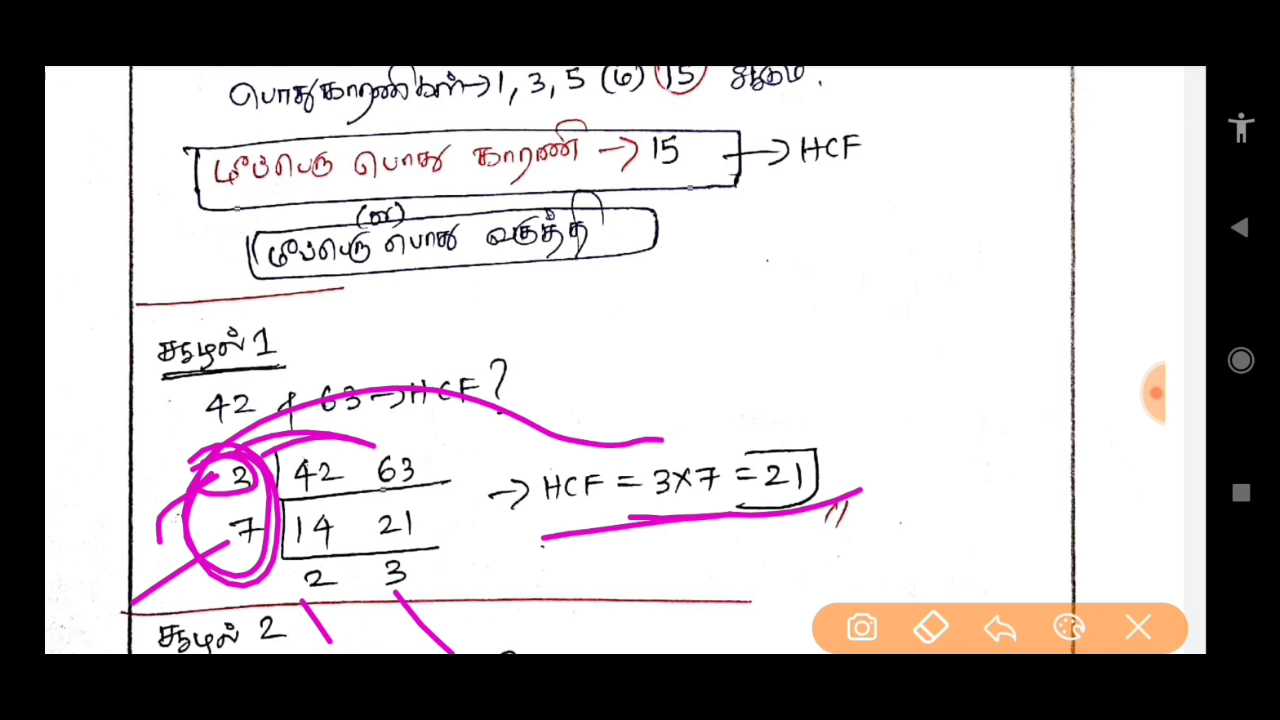 பொது காரணிகள் → 1, 3, 5 (ம) 15 ஆகும்.
மீப்பெரு பொது காரணி → 15 → HCF
(or)
மீப்பெரு பொது வகுத்தி
சூழல் 1
42 & 63 → HCF ?
3 42 63 → HCF = 3×7 = 21
7 14 21
2 3
சூழல் 2